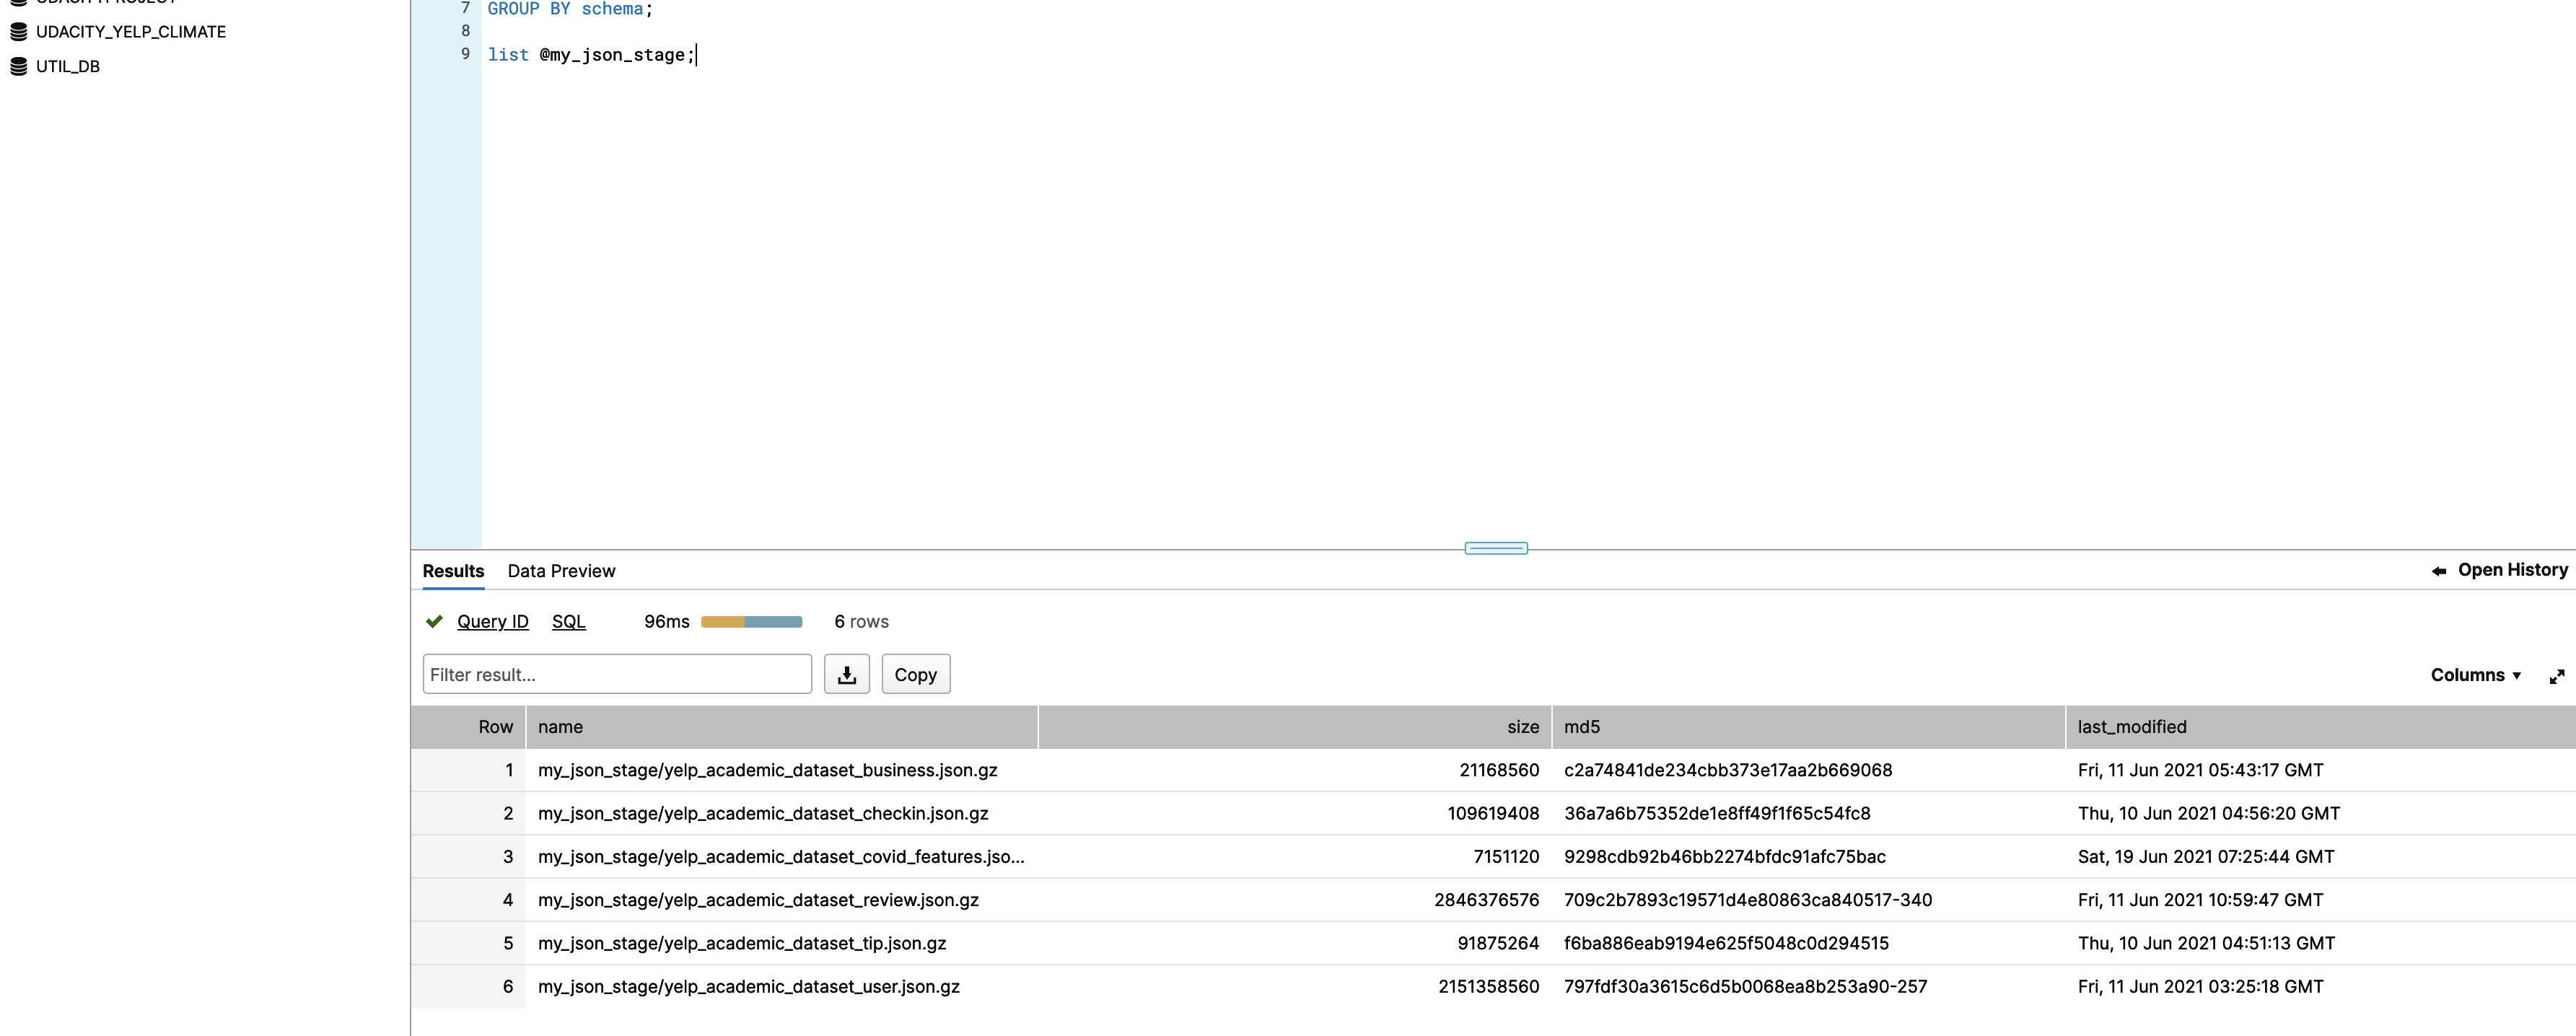 UDACITY_YELP_CLIMATE
UTIL_DB
7 GROUP BY schema;
8
9 list @my_json_stage;
Results Data Preview Open History
Query ID SQL 96ms 6 rows
Filter result... Copy Columns
Row name size md5 last_modified
1 my_json_stage/yelp_academic_dataset_business.json.gz 21168560 c2a74841de234cbb373e17aa2b669068 Fri, 11 Jun 2021 05:43:17 GMT
2 my_json_stage/yelp_academic_dataset_checkin.json.gz 109619408 36a7a6b75352de1e8ff49f1f65c54fc8 Thu, 10 Jun 2021 04:56:20 GMT
3 my_json_stage/yelp_academic_dataset_covid_features.jso... 7151120 9298cdb92b46bb2274bfdc91afc75bac Sat, 19 Jun 2021 07:25:44 GMT
4 my_json_stage/yelp_academic_dataset_review.json.gz 2846376576 709c2b7893c19571d4e80863ca840517-340 Fri, 11 Jun 2021 10:59:47 GMT
5 my_json_stage/yelp_academic_dataset_tip.json.gz 91875264 f6ba886eab9194e625f5048c0d294515 Thu, 10 Jun 2021 04:51:13 GMT
6 my_json_stage/yelp_academic_dataset_user.json.gz 2151358560 797fdf30a3615c6d5b0068ea8b253a90-257 Fri, 11 Jun 2021 03:25:18 GMT